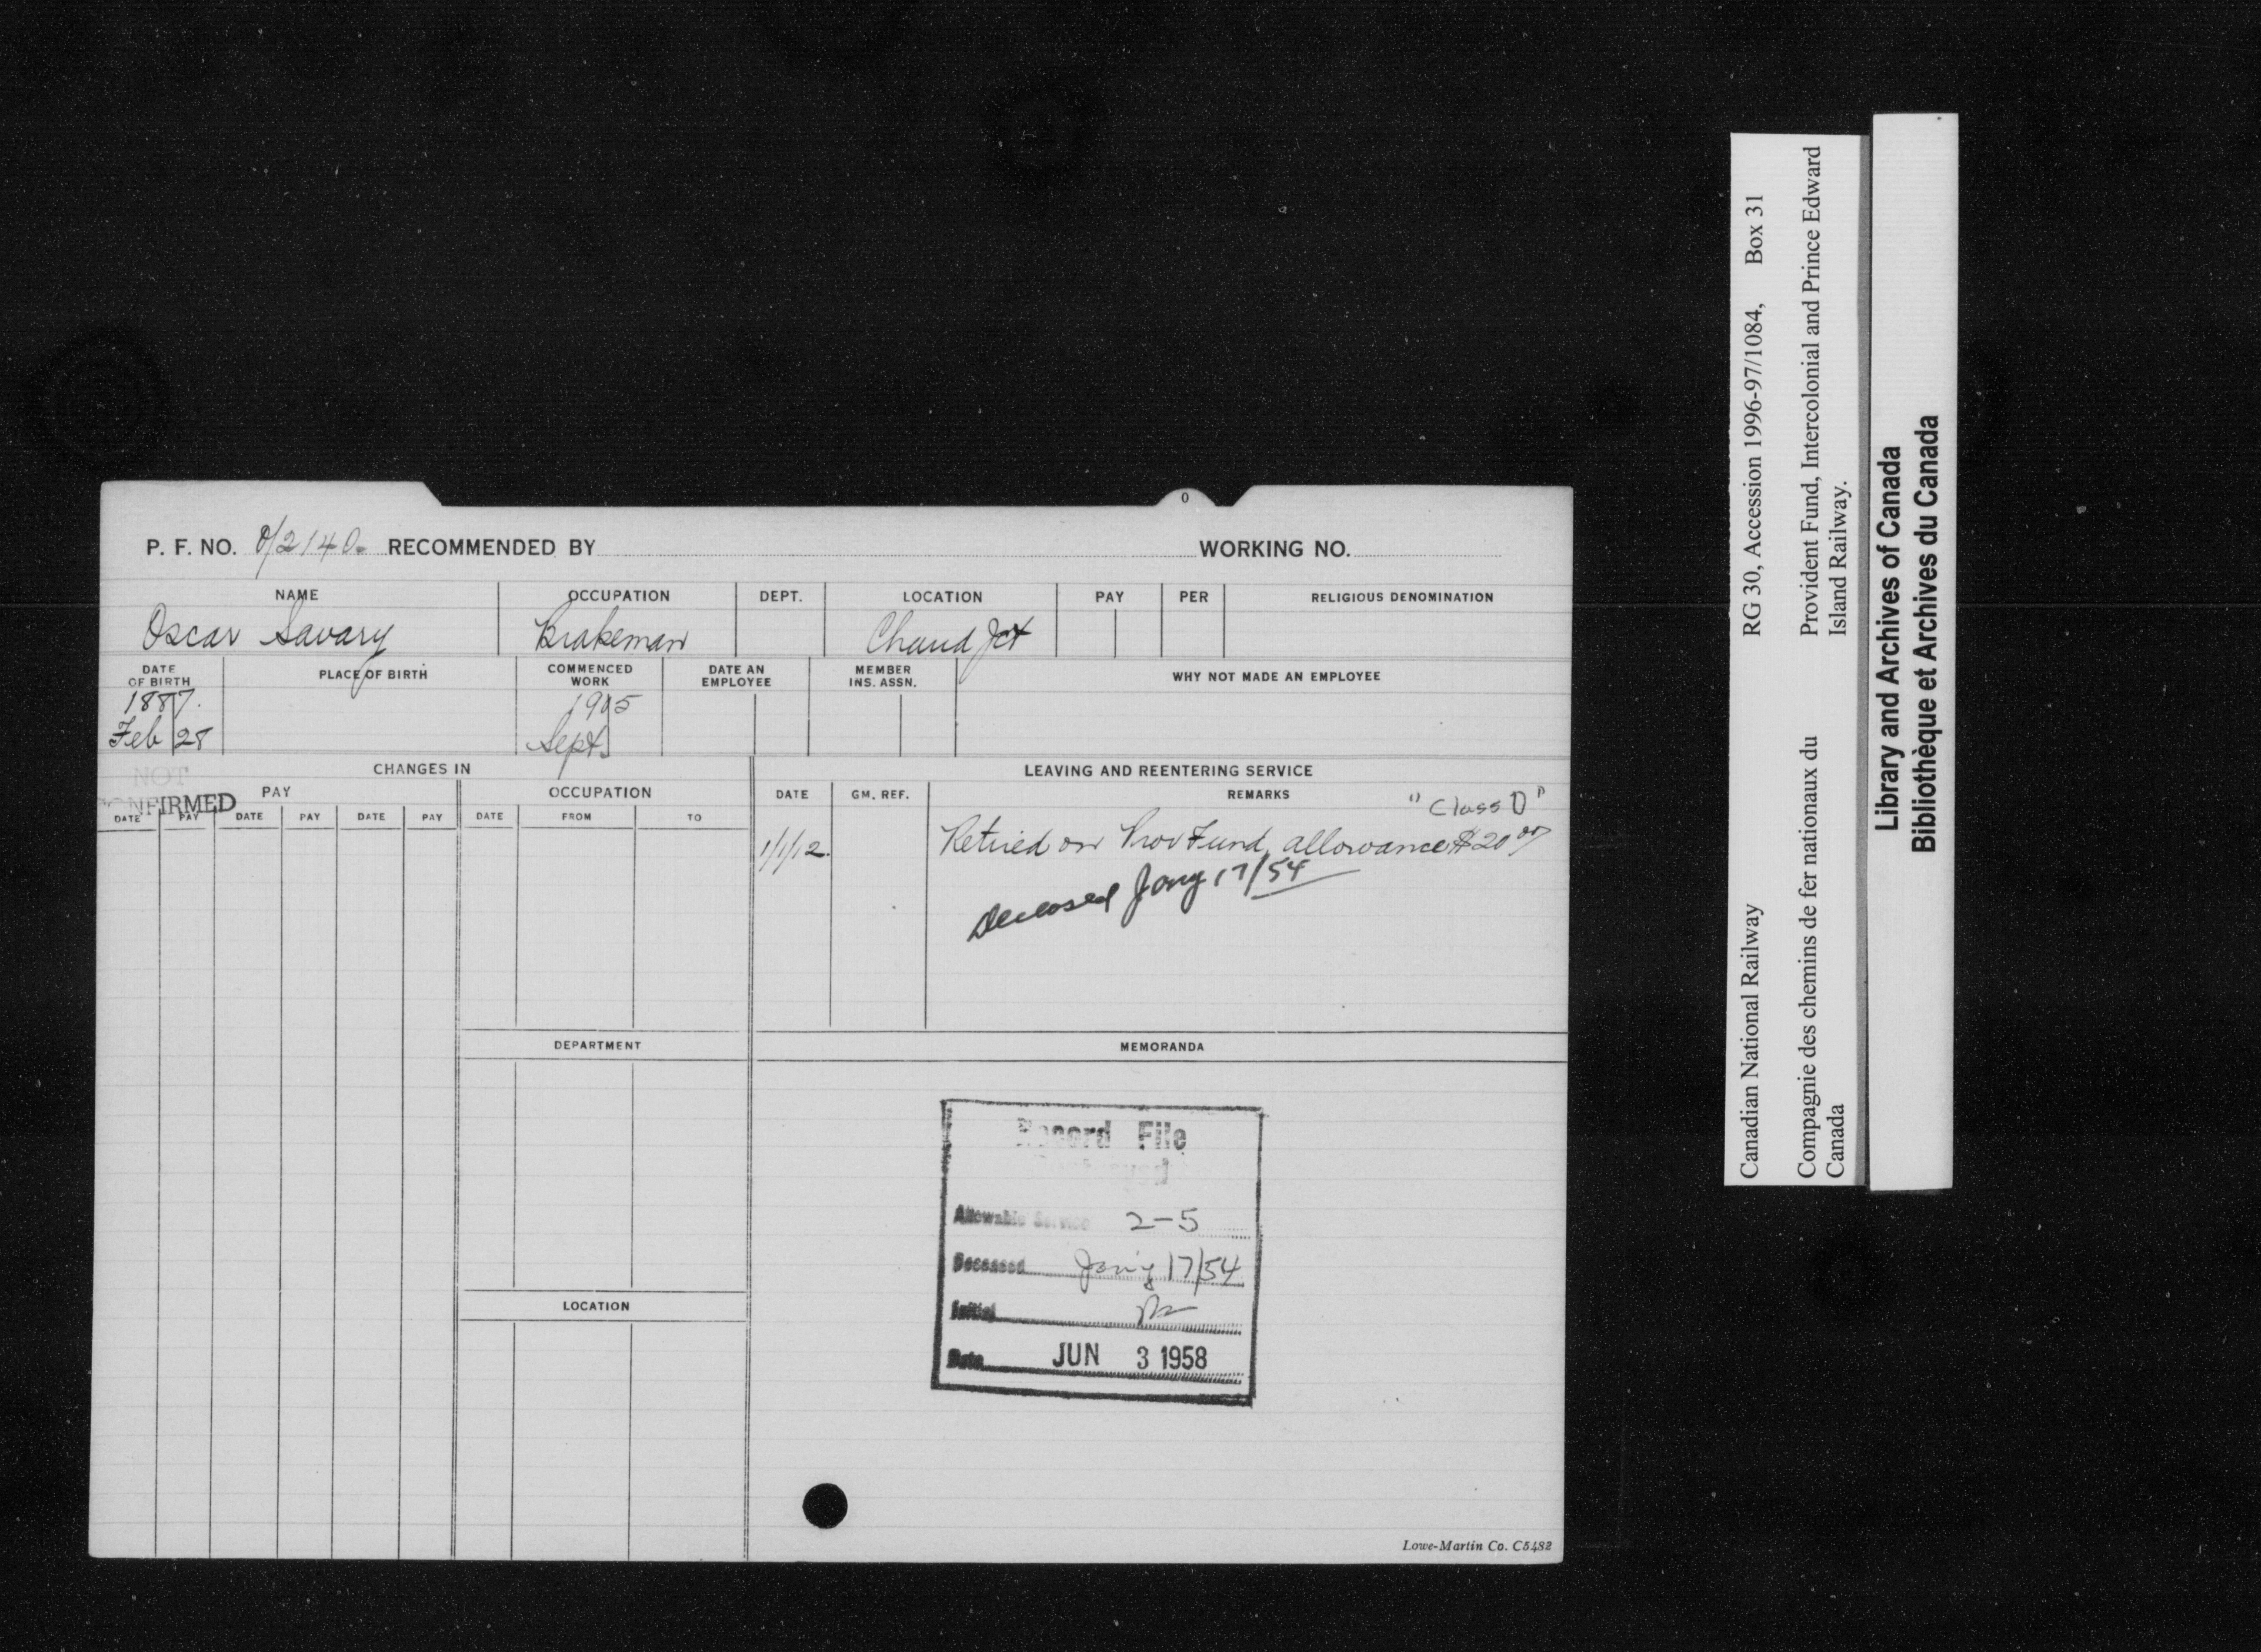 0
P. F. NO. 0/2140. RECOMMENDED BY WORKING NO.
NAME OCCUPATION DEPT. LOCATION PAY PER RELIGIOUS DENOMINATION
Oscar Savary Brakeman Chaud Jct
DATE OF BIRTH PLACE OF BIRTH COMMENCED WORK DATE AN EMPLOYEE MEMBER INS. ASSN. WHY NOT MADE AN EMPLOYEE
1887. 1905
Feb 28 Sept.
NOT
CONFIRMED
CHANGES IN LEAVING AND REENTERING SERVICE
PAY OCCUPATION DATE GM. REF. REMARKS
DATE PAY DATE PAY DATE PAY DATE FROM TO
"Class D"
1/1/12. Retired on Prov Fund, allowance $20.00
Deceased Jany 17/54
DEPARTMENT MEMORANDA
Record File
Destroyed
Allowable Service 2-5
Deceased Jan'y 17/54
Initial
Date JUN 3 1958
LOCATION
Lowe-Martin Co. C5482
Canadian National Railway RG 30, Accession 1996-97/1084, Box 31
Compagnie des chemins de fer nationaux du Provident Fund, Intercolonial and Prince Edward
Canada Island Railway.
Library and Archives of Canada
Bibliothèque et Archives du Canada